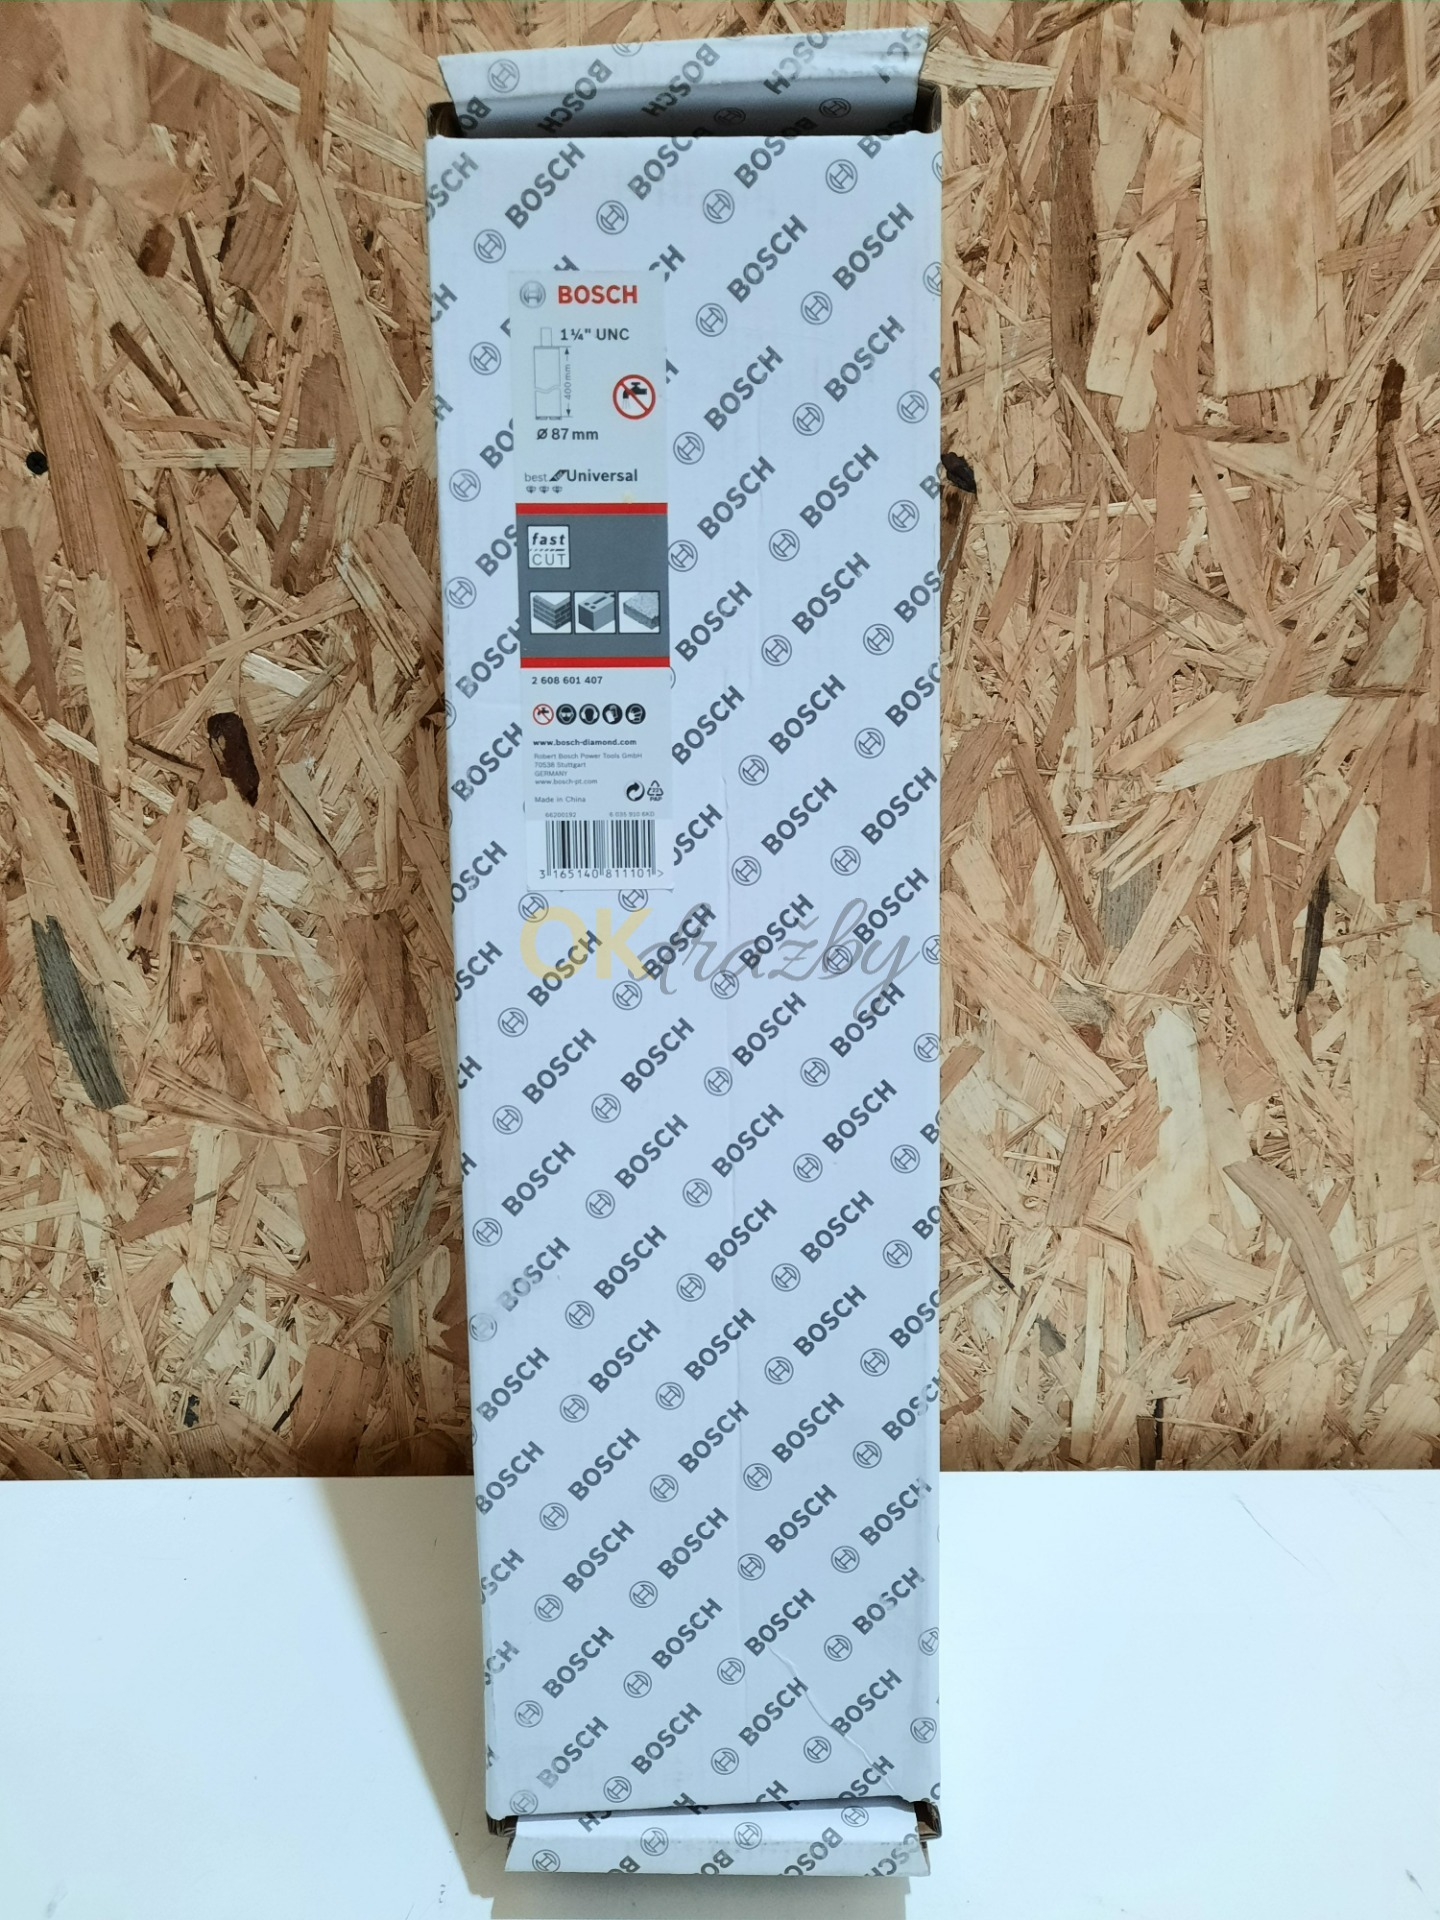 BOSCH
1 ¼" UNC
400 mm
Ø 87 mm
best for Universal
fast
CUT
2 608 601 407
www.bosch-diamond.com
Robert Bosch Power Tools GmbH
70538 Stuttgart
GERMANY
www.bosch-pt.com
Made in China
PAP
3 165140 811101 >
OKdražby